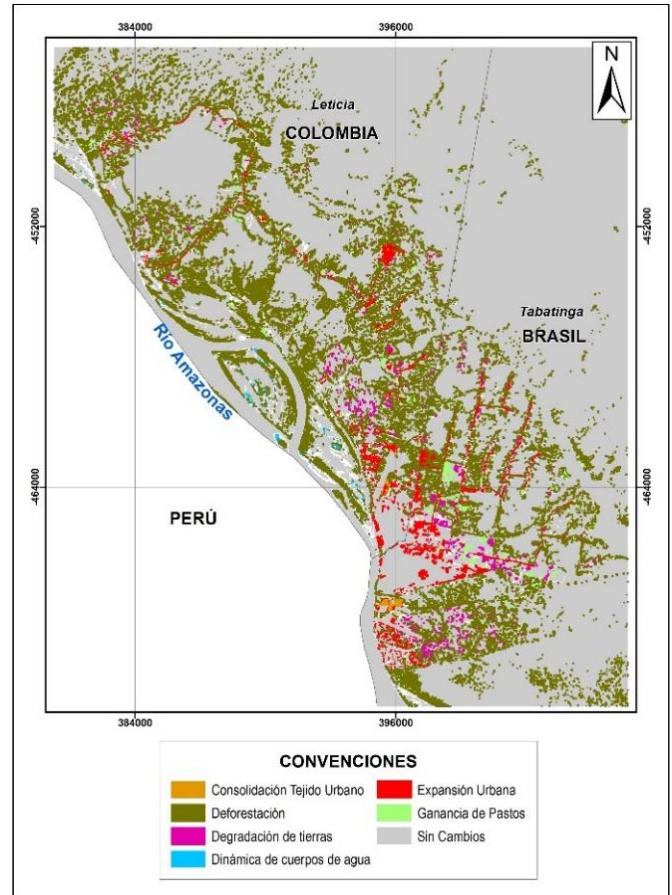 384000
396000
N
Leticia
COLOMBIA
452000
452000
Tabatinga
BRASIL
Río Amazonas
464000
464000
PERÚ
384000
396000
CONVENCIONES
Consolidación Tejido Urbano
Expansión Urbana
Deforestación
Ganancia de Pastos
Degradación de tierras
Sin Cambios
Dinámica de cuerpos de agua